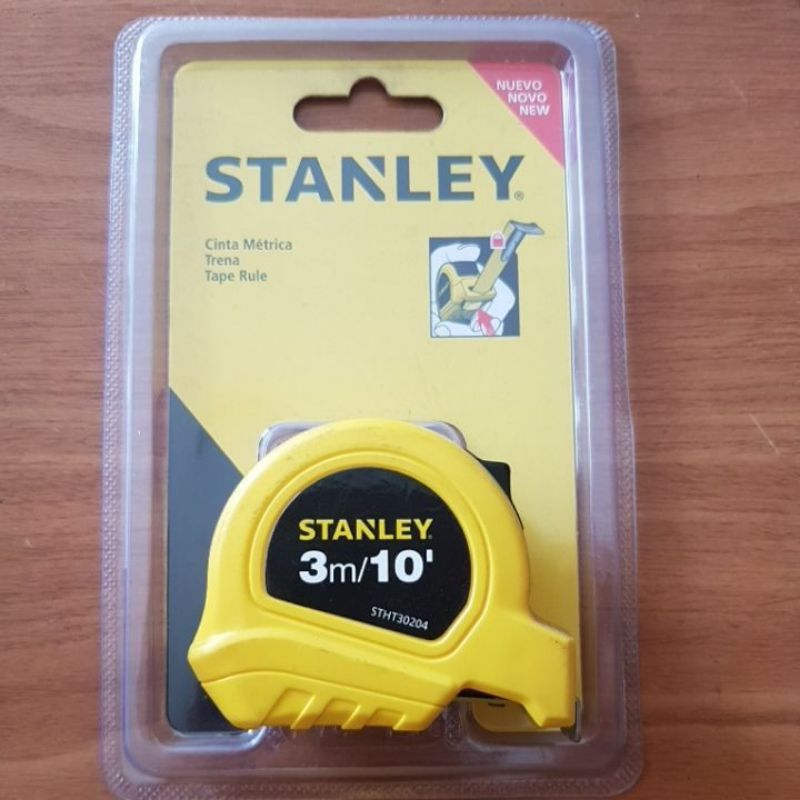 NUEVO
NOVO
NEW
STANLEY®
Cinta Métrica
Trena
Tape Rule
STANLEY
3m/10'
STHT30204